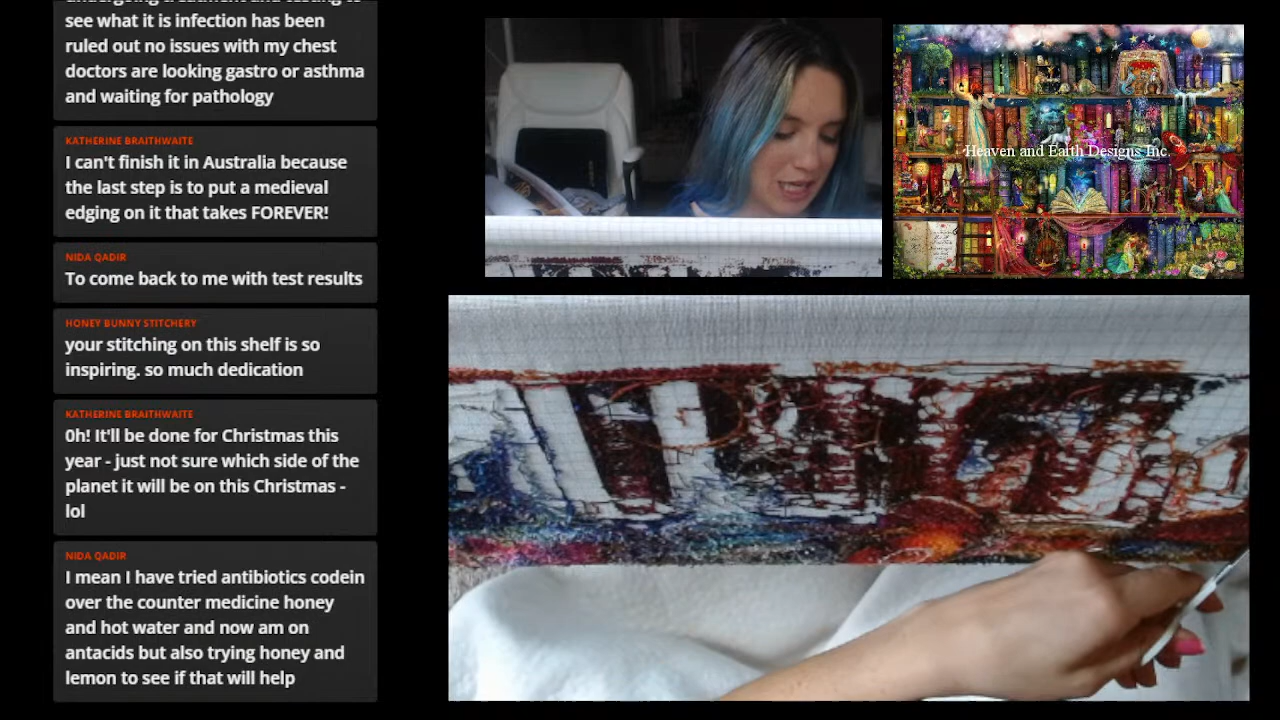 see what it is infection has been
ruled out no issues with my chest
doctors are looking gastro or asthma
and waiting for pathology
KATHERINE BRAITHWAITE
I can't finish it in Australia because
the last step is to put a medieval
edging on it that takes FOREVER!
NIDA QADIR
To come back to me with test results
HONEY BUNNY STITCHERY
your stitching on this shelf is so
inspiring. so much dedication
KATHERINE BRAITHWAITE
0h! It'll be done for Christmas this
year - just not sure which side of the
planet it will be on this Christmas -
lol
NIDA QADIR
I mean I have tried antibiotics codein
over the counter medicine honey
and hot water and now am on
antacids but also trying honey and
lemon to see if that will help
Heaven and Earth Designs Inc